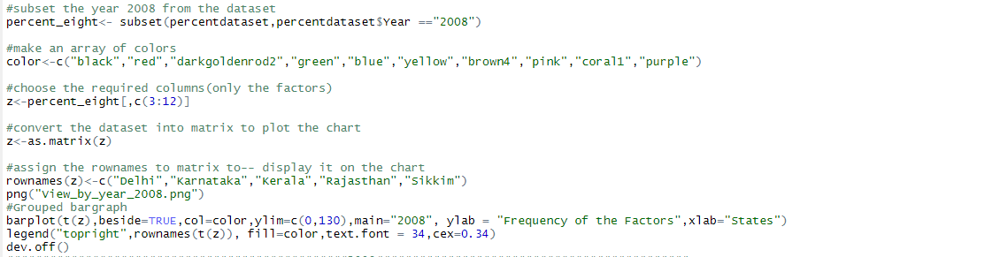 #subset the year 2008 from the dataset
percent_eight<- subset(percentdataset,percentdataset$Year =="2008")
#make an array of colors
color<-c("black","red","darkgoldenrod2","green","blue","yellow","brown4","pink","coral1","purple")
#choose the required columns(only the factors)
z<-percent_eight[,c(3:12)]
#convert the dataset into matrix to plot the chart
z<-as.matrix(z)
#assign the rownames to matrix to-- display it on the chart
rownames(z)<-c("Delhi","Karnataka","Kerala","Rajasthan","Sikkim")
png("View_by_year_2008.png")
#Grouped bargraph
barplot(t(z),beside=TRUE,col=color,ylim=c(0,130),main="2008", ylab = "Frequency of the Factors",xlab="States")
legend("topright",rownames(t(z)), fill=color,text.font = 34,cex=0.34)
dev.off()